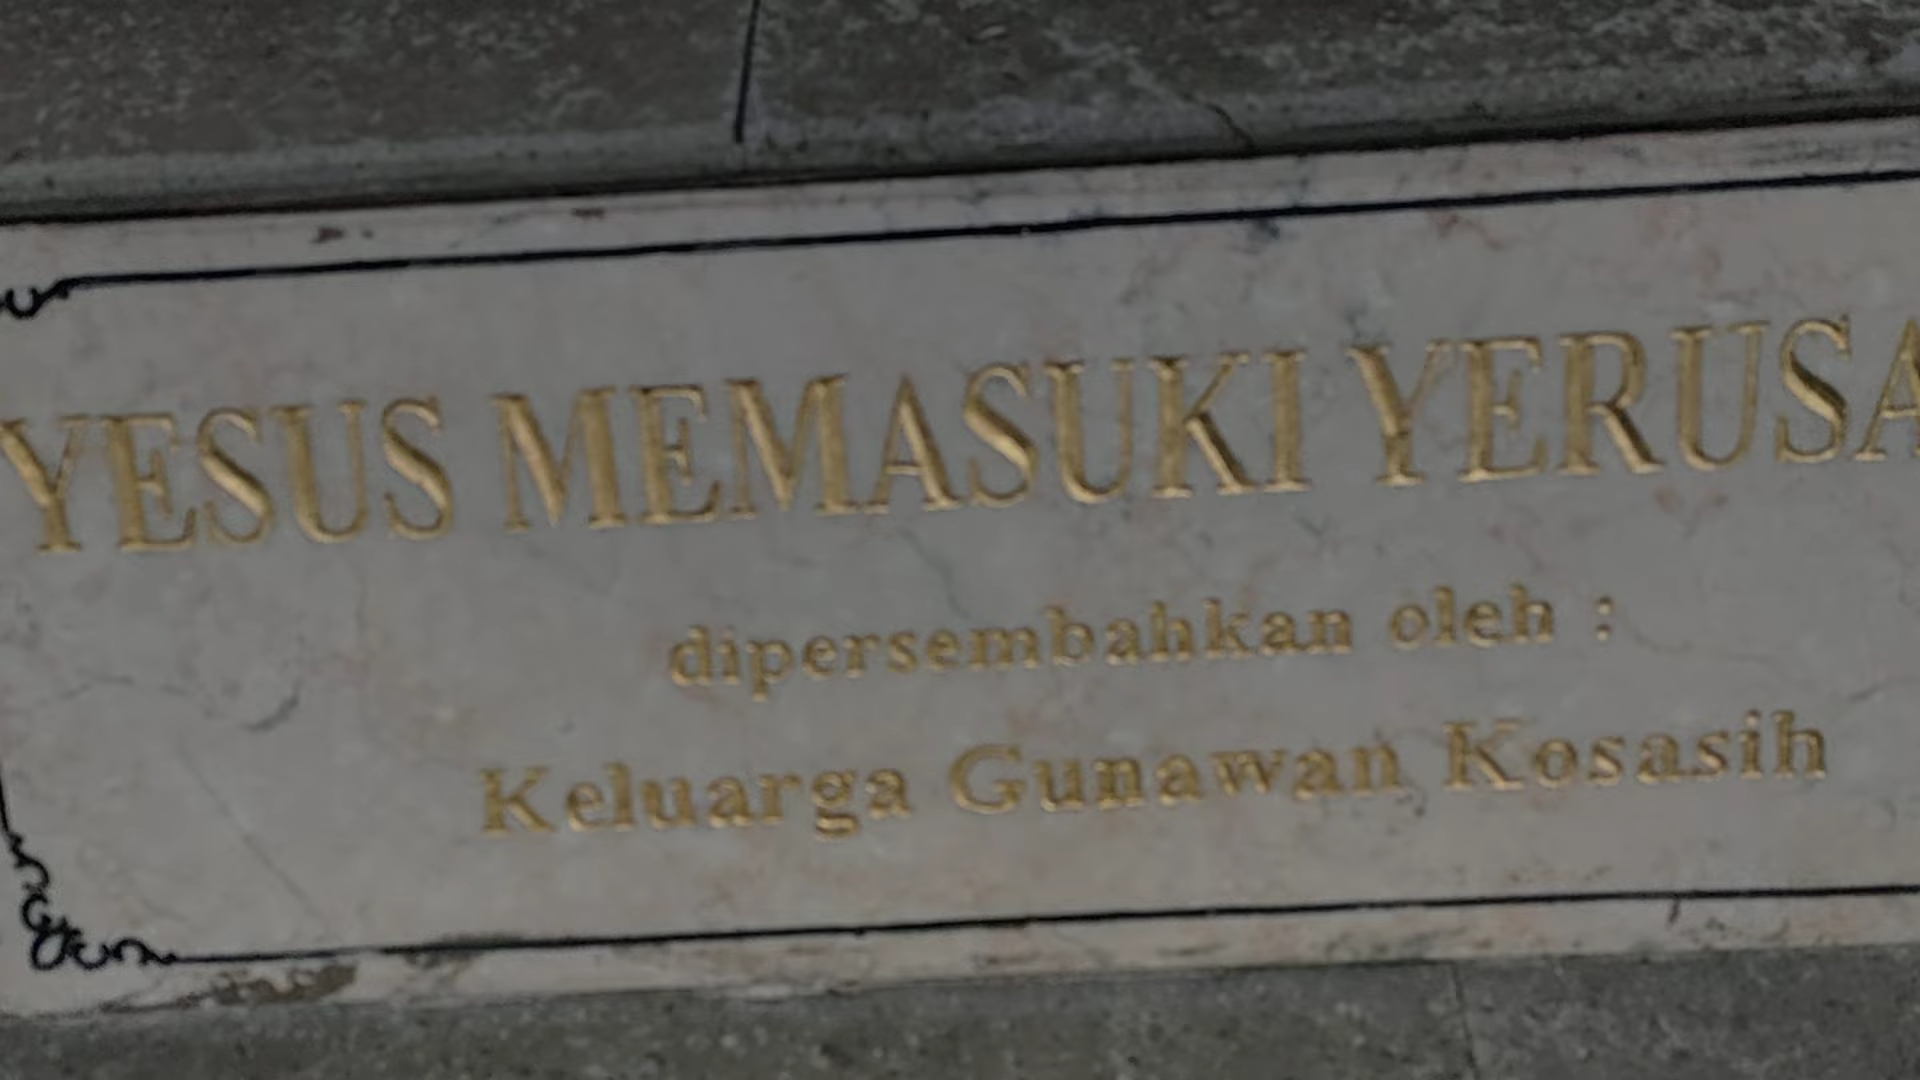 YESUS MEMASUKI YERUSA
dipersembahkan oleh :
Keluarga Gunawan Kosasih